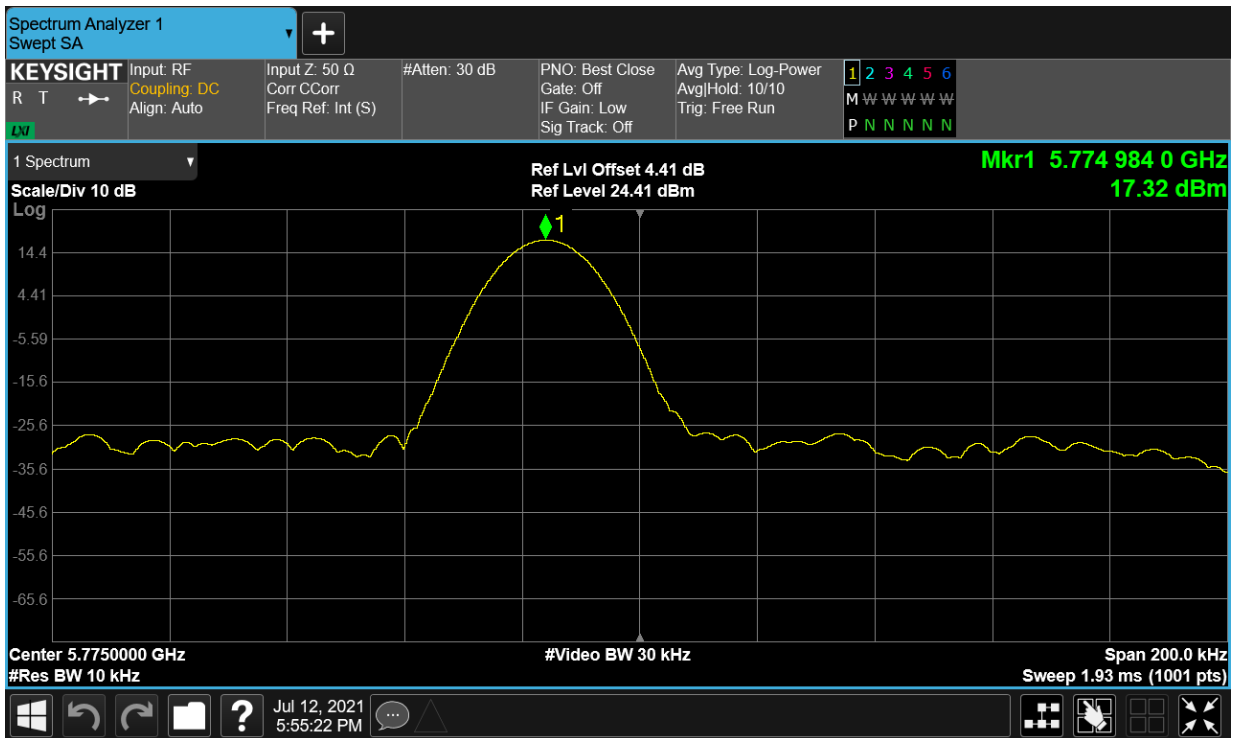 Spectrum Analyzer 1
Swept SA
KEYSIGHT
R T
LXI
Input: RF
Coupling: DC
Align: Auto
Input Z: 50 Ω
Corr CCorr
Freq Ref: Int (S)
#Atten: 30 dB
PNO: Best Close
Gate: Off
IF Gain: Low
Sig Track: Off
Avg Type: Log-Power
Avg|Hold: 10/10
Trig: Free Run
1 2 3 4 5 6
M W W W W W
P N N N N N
1 Spectrum
Scale/Div 10 dB
Log
Ref Lvl Offset 4.41 dB
Ref Level 24.41 dBm
Mkr1 5.774 984 0 GHz
17.32 dBm
1
14.4
4.41
-5.59
-15.6
-25.6
-35.6
-45.6
-55.6
-65.6
Center 5.7750000 GHz
#Res BW 10 kHz
#Video BW 30 kHz
Span 200.0 kHz
Sweep 1.93 ms (1001 pts)
?
Jul 12, 2021
5:55:22 PM